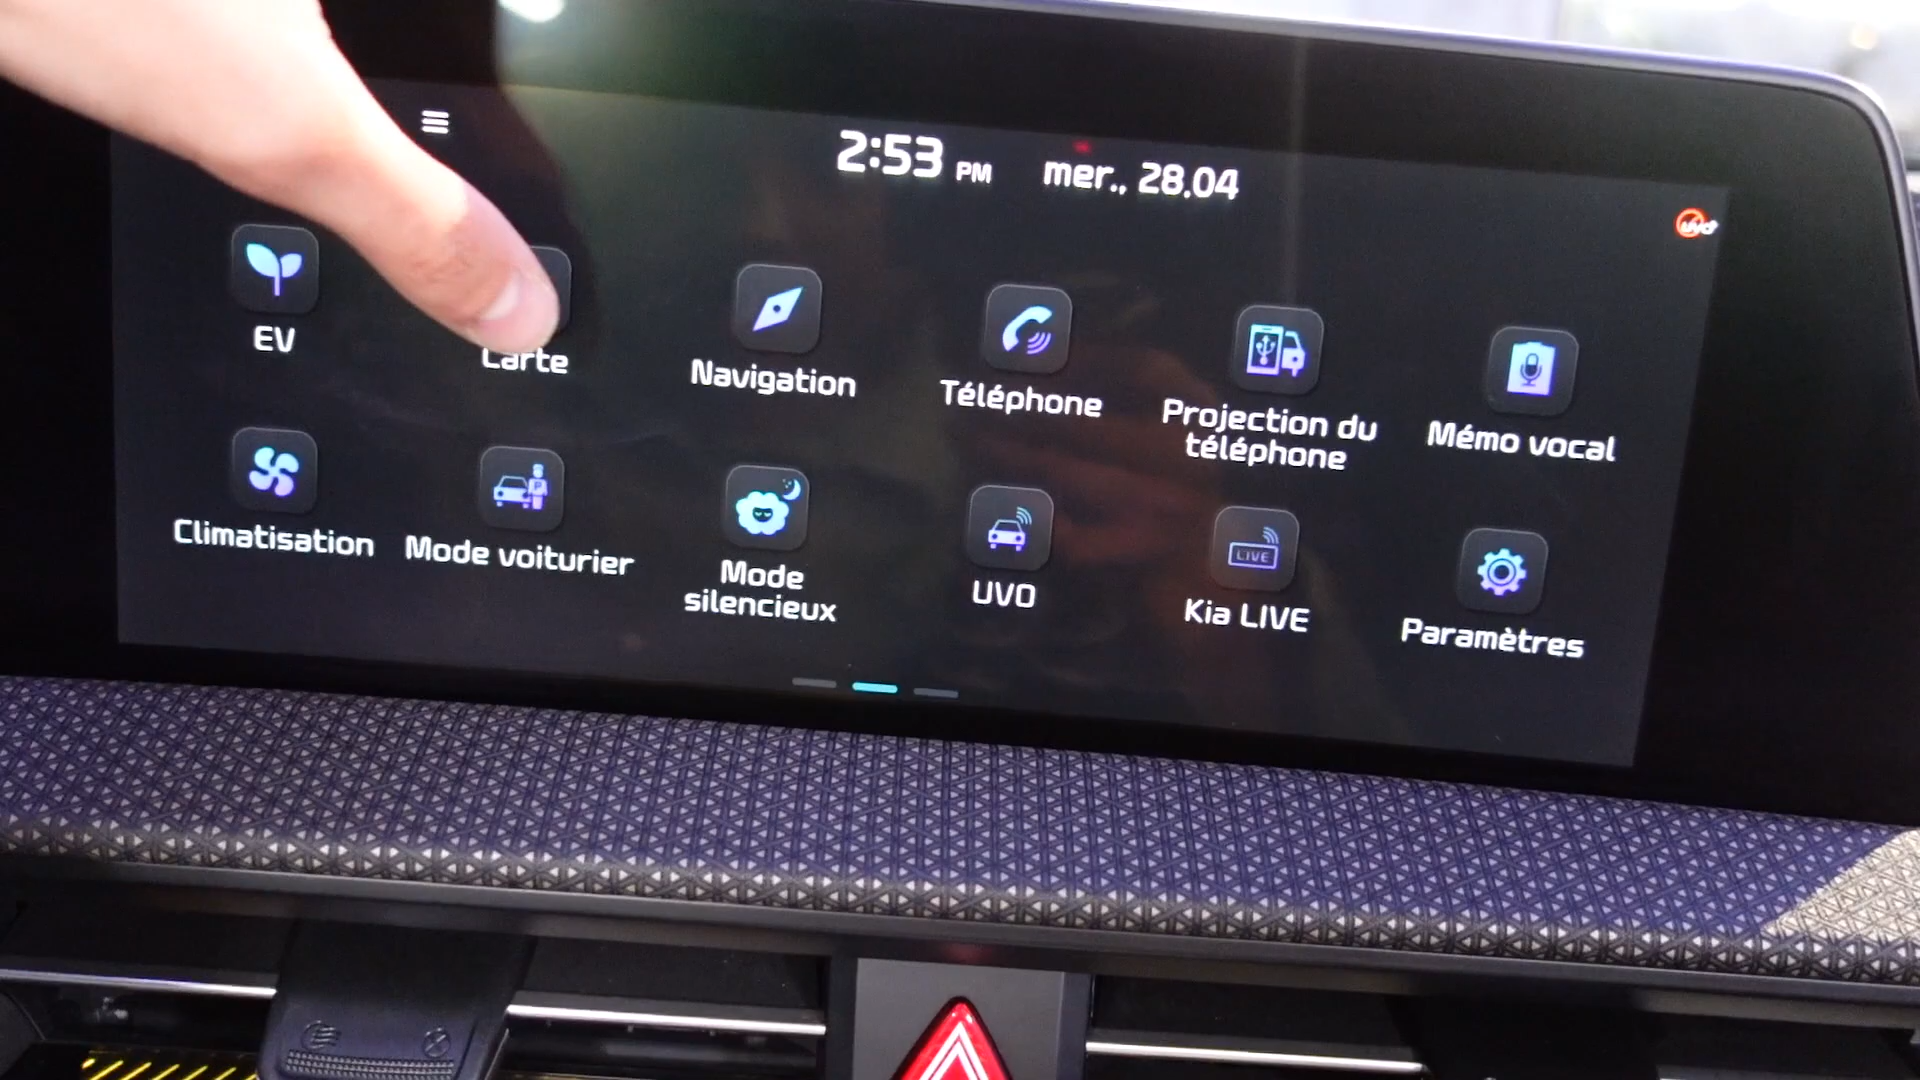 2:53 PM mer., 28.04
UVO
EV
Carte
Navigation
Téléphone
Projection du
téléphone
Mémo vocal
Climatisation
Mode voiturier
P
Mode
silencieux
UVO
LIVE
Kia LIVE
Paramètres